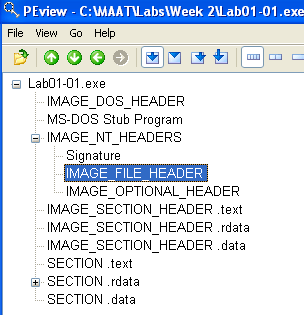 PEview - C:\MAAT\Labs\Week 2\Lab01-01.exe
File View Go Help
Lab01-01.exe
IMAGE_DOS_HEADER
MS-DOS Stub Program
IMAGE_NT_HEADERS
Signature
IMAGE_FILE_HEADER
IMAGE_OPTIONAL_HEADER
IMAGE_SECTION_HEADER .text
IMAGE_SECTION_HEADER .rdata
IMAGE_SECTION_HEADER .data
SECTION .text
SECTION .rdata
SECTION .data